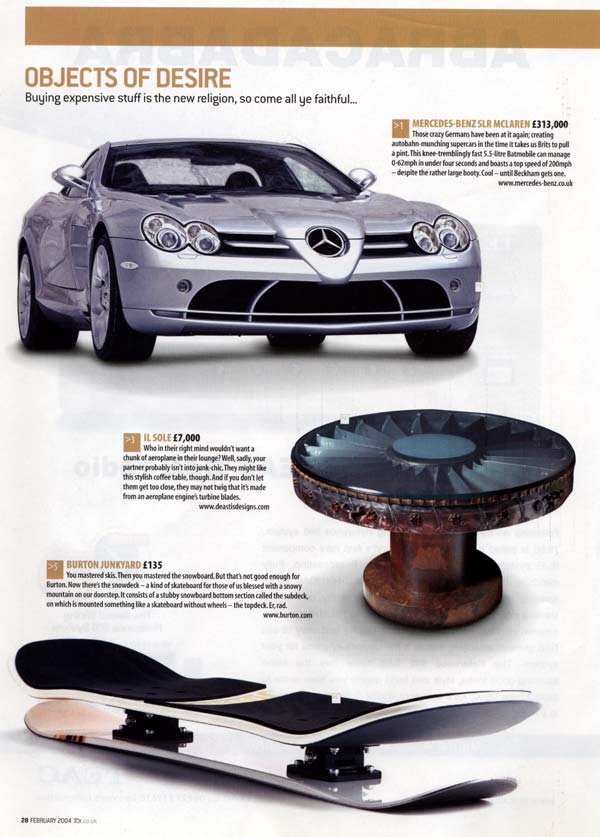 OBJECTS OF DESIRE
Buying expensive stuff is the new religion, so come all ye faithful...
>1 MERCEDES-BENZ SLR MCLAREN £313,000
Those crazy Germans have been at it again; creating
autobahn-munching supercars in the time it takes us Brits to pull
a pint. This knee-tremblingly fast 5.5-litre Batmobile can manage
0-62mph in under four seconds and boasts a top speed of 200mph
– despite the rather large booty. Cool – until Beckham gets one.
www.mercedes-benz.co.uk
>3 IL SOLE £7,000
Who in their right mind wouldn't want a
chunk of aeroplane in their lounge? Well, sadly, your
partner probably isn't into junk-chic. They might like
this stylish coffee table, though. And if you don't let
them get too close, they may not twig that it's made
from an aeroplane engine's turbine blades.
www.deastisdesigns.com
>5 BURTON JUNKYARD £135
You mastered skis. Then you mastered the snowboard. But that's not good enough for
Burton. Now there's the snowdeck – a kind of skateboard for those of us blessed with a snowy
mountain on our doorstep. It consists of a stubby snowboard bottom section called the subdeck,
on which is mounted something like a skateboard without wheels – the topdeck. Er, rad.
www.burton.com
28 FEBRUARY 2004 T3.co.uk